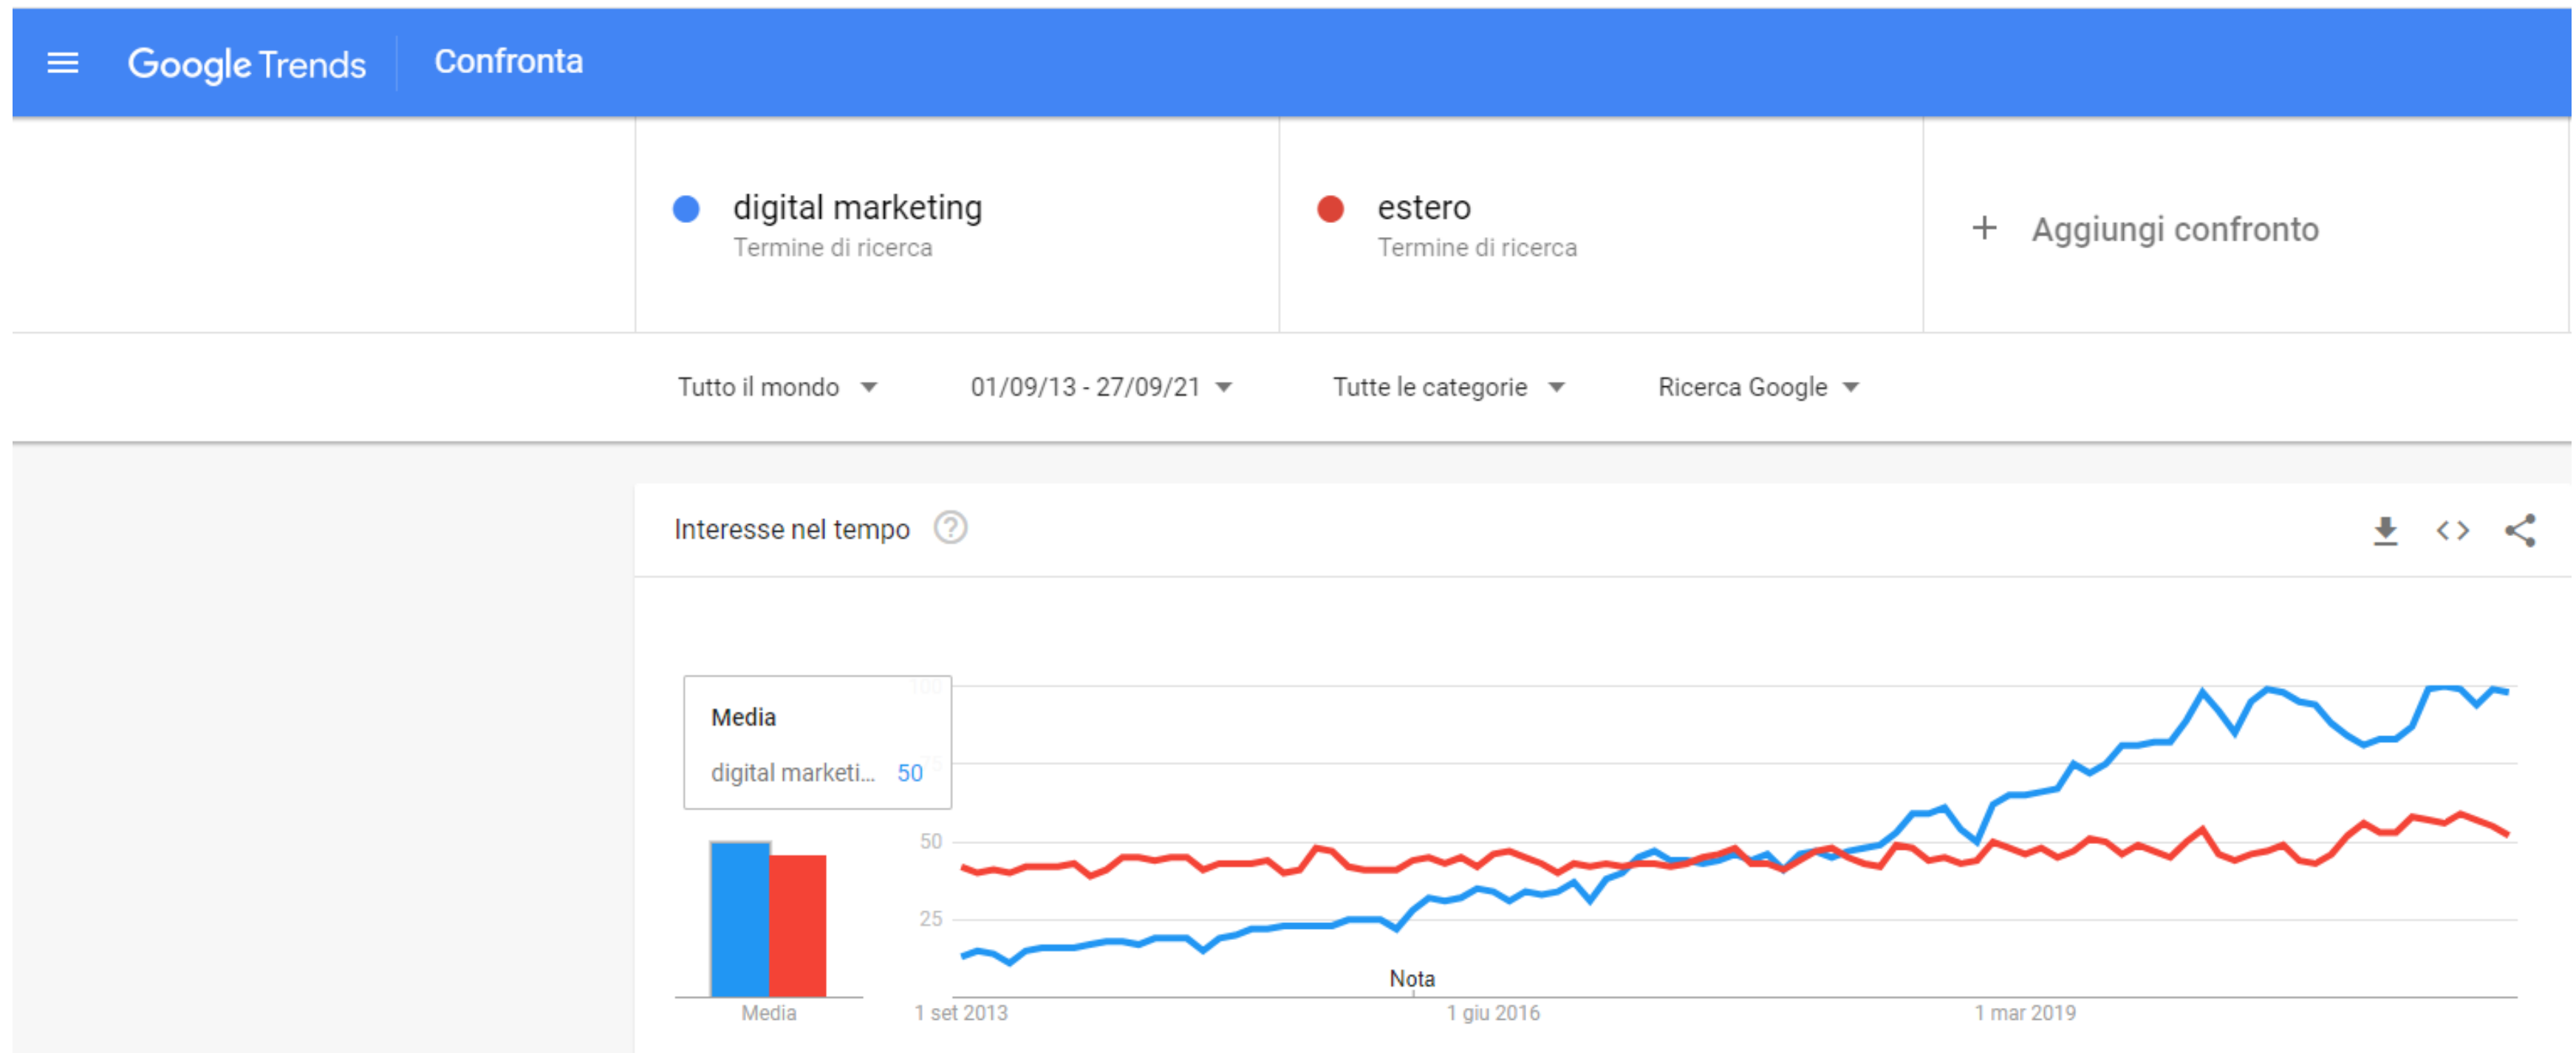 Google Trends
Confronta
digital marketing
Termine di ricerca
estero
Termine di ricerca
+ Aggiungi confronto
Tutto il mondo
01/09/13 - 27/09/21
Tutte le categorie
Ricerca Google
Interesse nel tempo
?
Media
digital marketi... 50
100
75
50
25
Nota
Media
1 set 2013
1 giu 2016
1 mar 2019